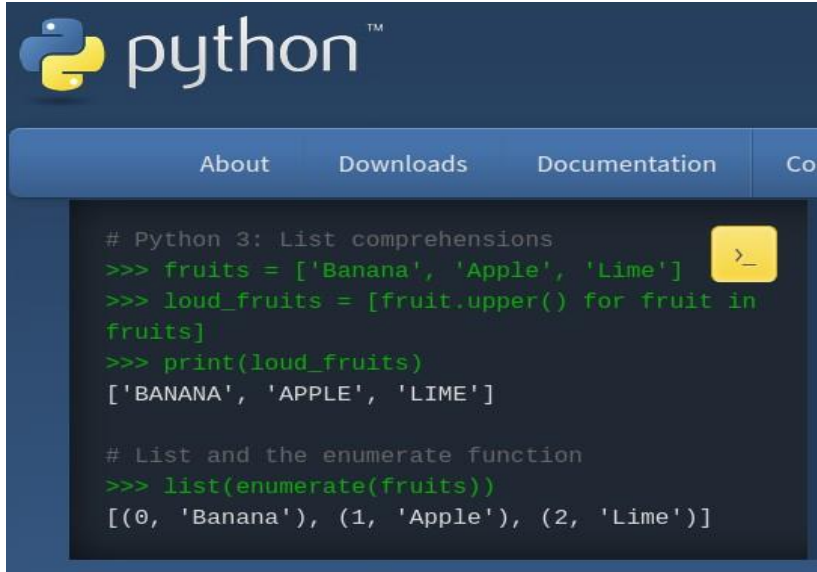 python™
About Downloads Documentation Co
# Python 3: List comprehensions
>>> fruits = ['Banana', 'Apple', 'Lime']
>_
>>> loud_fruits = [fruit.upper() for fruit in
fruits]
>>> print(loud_fruits)
['BANANA', 'APPLE', 'LIME']
# List and the enumerate function
>>> list(enumerate(fruits))
[(0, 'Banana'), (1, 'Apple'), (2, 'Lime')]